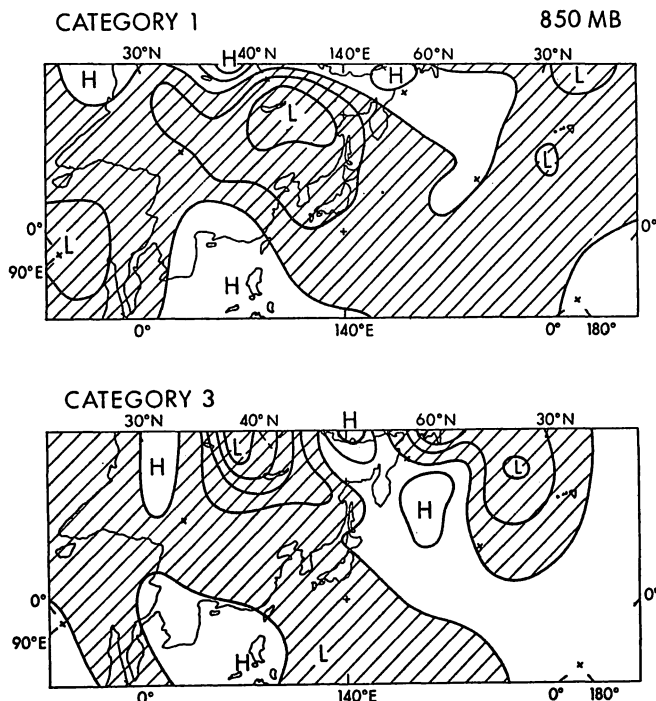 CATEGORY 1 850 MB
30°N 40°N 140°E 60°N 30°N
H H H L
L
L
0° L 0°
H
90°E
0° 140°E 0° 180°
CATEGORY 3
H
30°N 40°N 60°N 30°N
H L L
H
0° 0°
90°E H L
0° 140°E 0° 180°